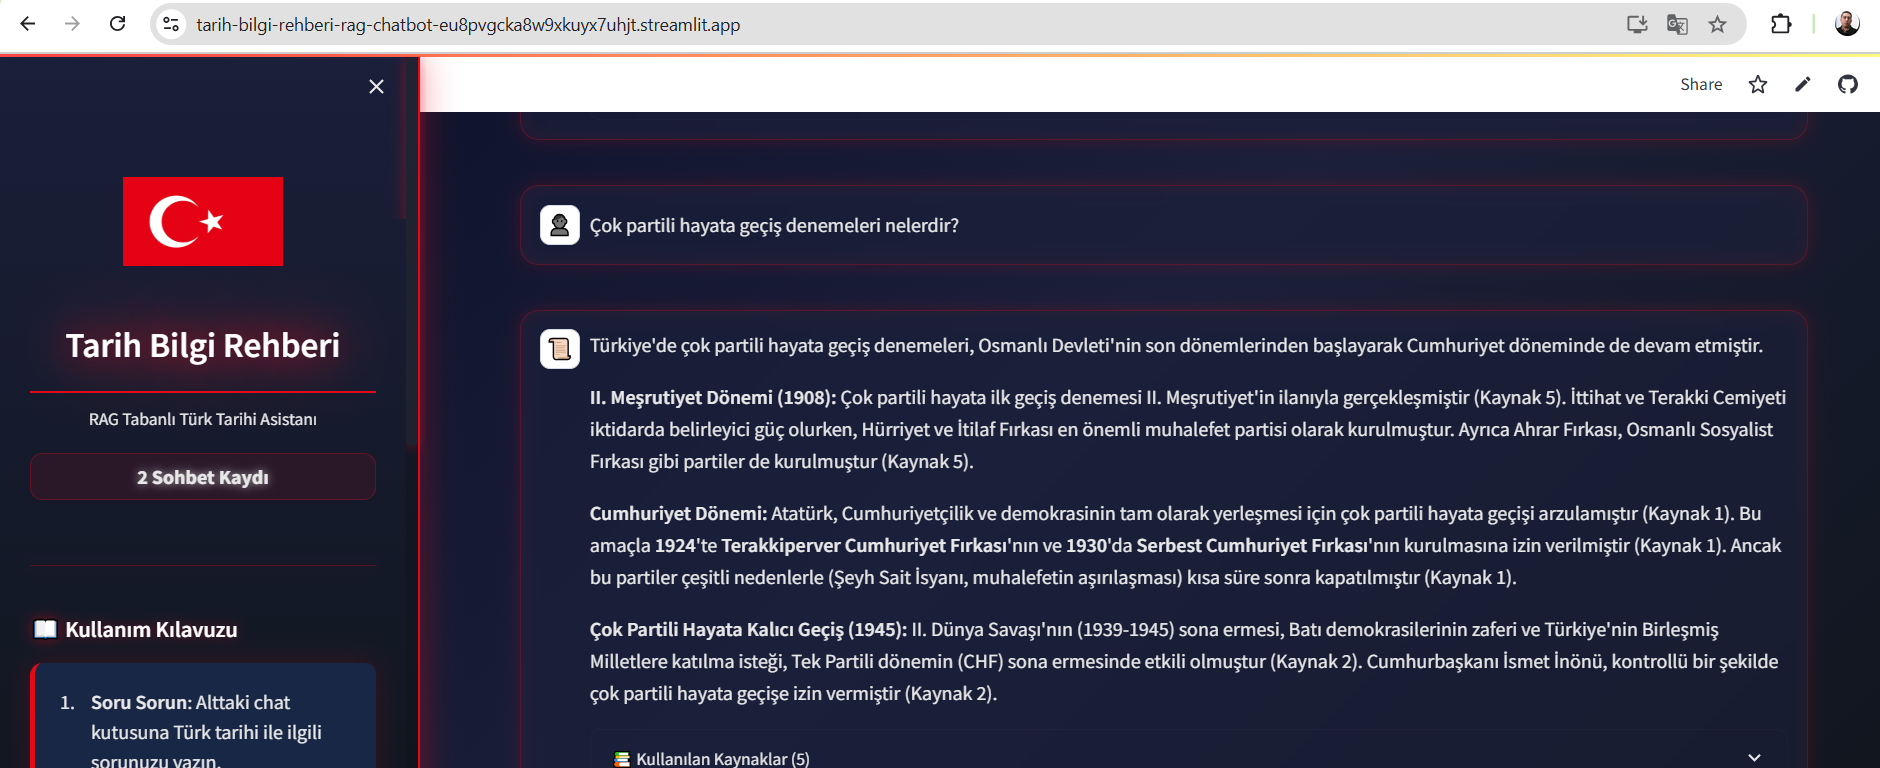 tarih-bilgi-rehberi-rag-chatbot-eu8pvgcka8w9xkuyx7uhjt.streamlit.app
Share
Tarih Bilgi Rehberi
RAG Tabanlı Türk Tarihi Asistanı
2 Sohbet Kaydı
Kullanım Kılavuzu
1. Soru Sorun: Alttaki chat
kutusuna Türk tarihi ile ilgili
sorunuzu yazın.
Çok partili hayata geçiş denemeleri nelerdir?
Türkiye'de çok partili hayata geçiş denemeleri, Osmanlı Devleti'nin son dönemlerinden başlayarak Cumhuriyet döneminde de devam etmiştir.
II. Meşrutiyet Dönemi (1908): Çok partili hayata ilk geçiş denemesi II. Meşrutiyet'in ilanıyla gerçekleşmiştir (Kaynak 5). İttihat ve Terakki Cemiyeti
iktidarda belirleyici güç olurken, Hürriyet ve İtilaf Fırkası en önemli muhalefet partisi olarak kurulmuştur. Ayrıca Ahrar Fırkası, Osmanlı Sosyalist
Fırkası gibi partiler de kurulmuştur (Kaynak 5).
Cumhuriyet Dönemi: Atatürk, Cumhuriyetçilik ve demokrasinin tam olarak yerleşmesi için çok partili hayata geçişi arzulamıştır (Kaynak 1). Bu
amaçla 1924'te Terakkiperver Cumhuriyet Fırkası'nın ve 1930'da Serbest Cumhuriyet Fırkası'nın kurulmasına izin verilmiştir (Kaynak 1). Ancak
bu partiler çeşitli nedenlerle (Şeyh Sait İsyanı, muhalefetin aşırılaşması) kısa süre sonra kapatılmıştır (Kaynak 1).
Çok Partili Hayata Kalıcı Geçiş (1945): II. Dünya Savaşı'nın (1939-1945) sona ermesi, Batı demokrasilerinin zaferi ve Türkiye'nin Birleşmiş
Milletlere katılma isteği, Tek Partili dönemin (CHF) sona ermesinde etkili olmuştur (Kaynak 2). Cumhurbaşkanı İsmet İnönü, kontrollü bir şekilde
çok partili hayata geçişe izin vermiştir (Kaynak 2).
Kullanılan Kaynaklar (5)